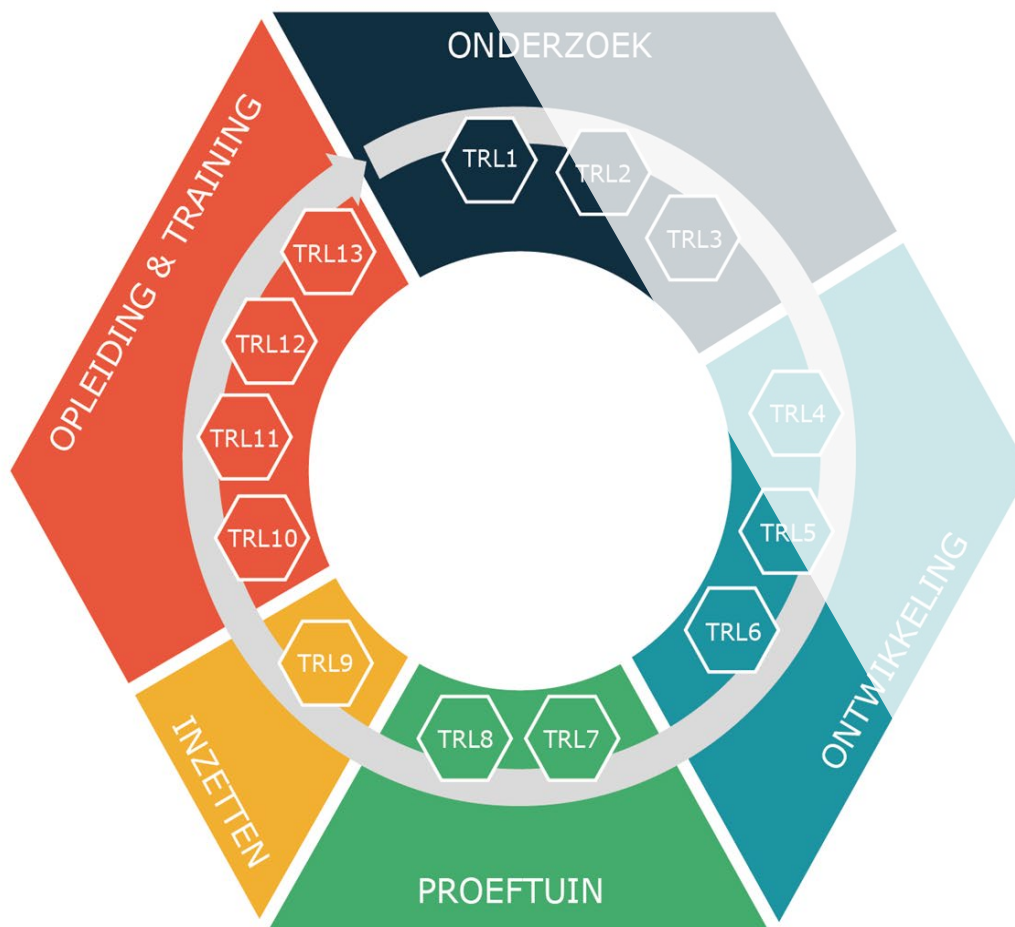 ONDERZOEK
TRL1
TRL2
TRL3
ONTWIKKELING
TRL4
TRL5
TRL6
PROEFTUIN
TRL7
TRL8
INZETTEN
TRL9
OPLEIDING & TRAINING
TRL10
TRL11
TRL12
TRL13